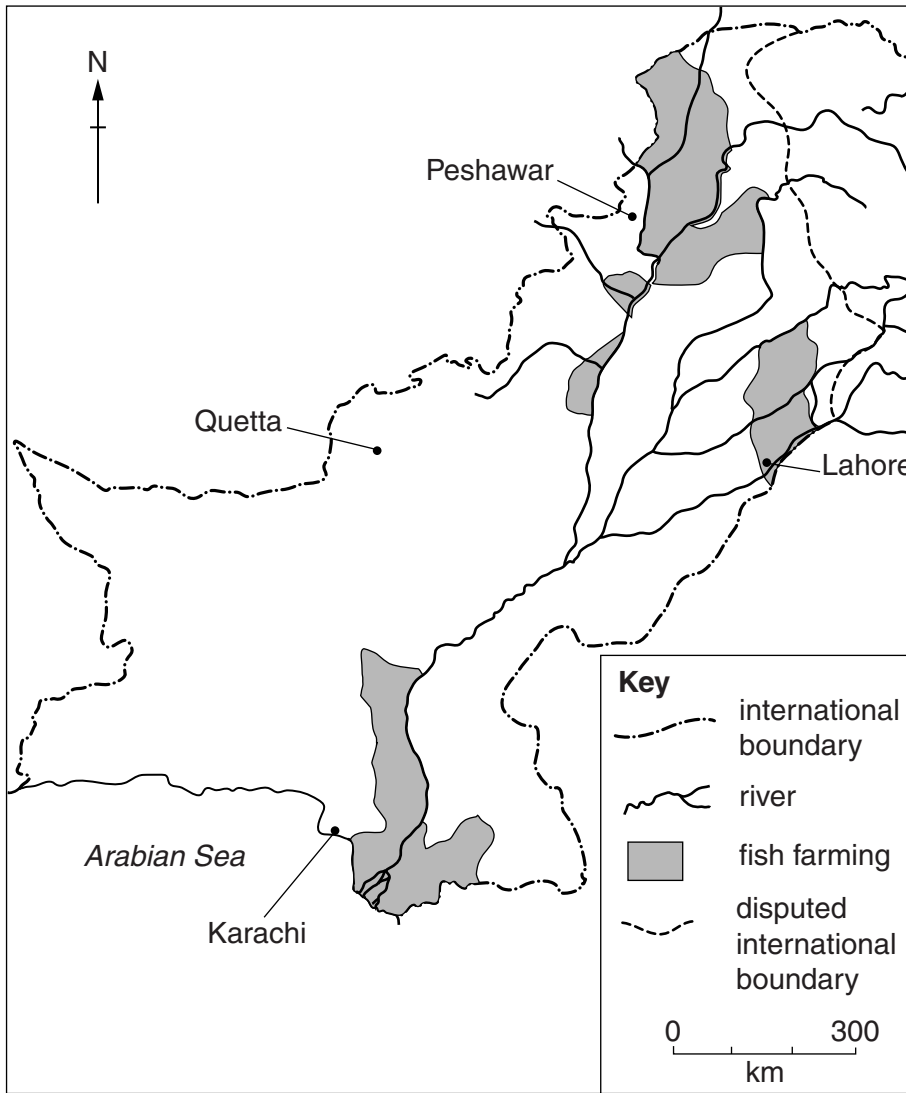 N
Peshawar
Quetta
Lahore
Arabian Sea
Karachi
Key
international
boundary
river
fish farming
disputed
international
boundary
0 300
km